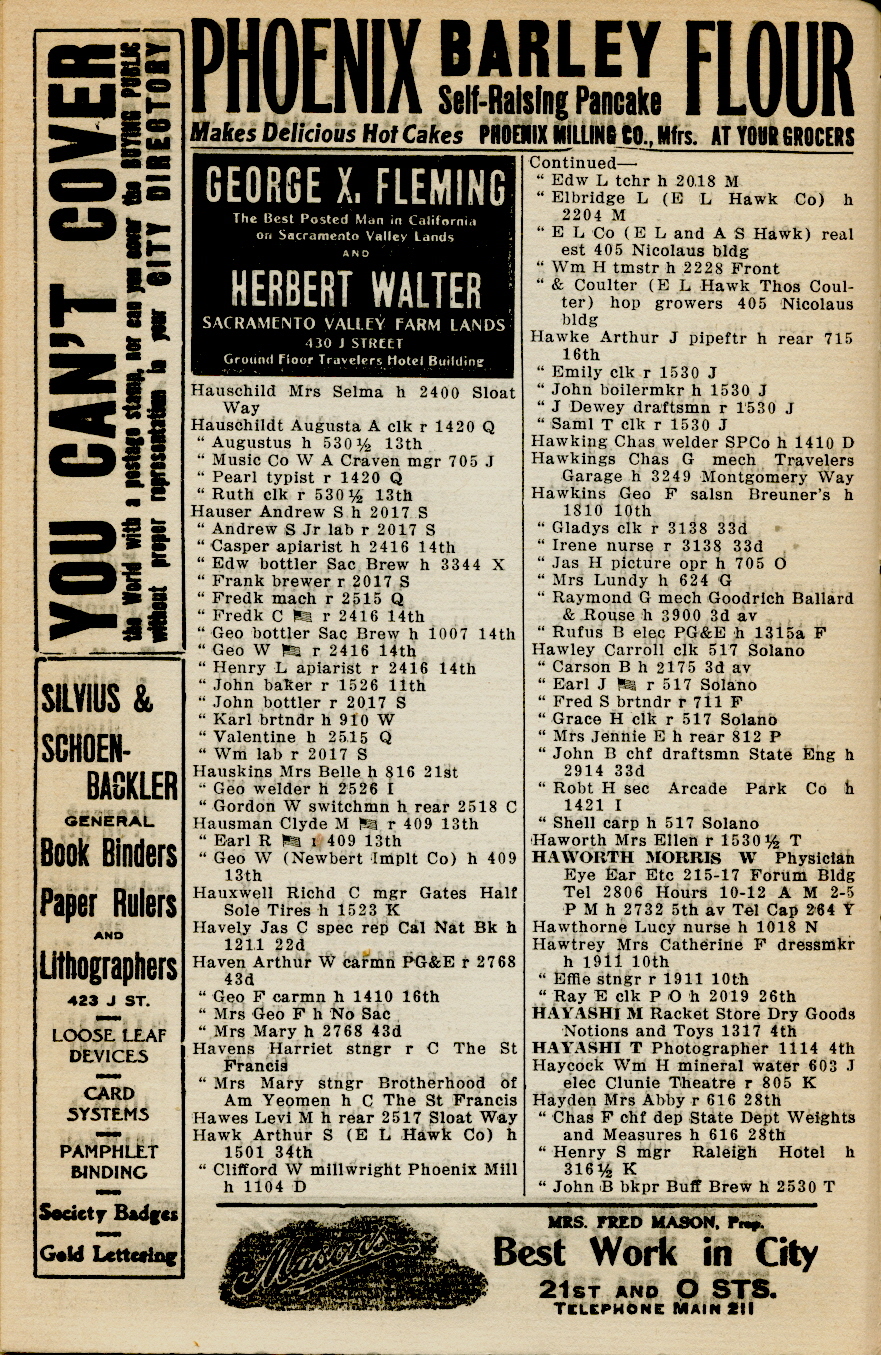 PHOENIX BARLEY FLOUR
Self-Raising Pancake
Makes Delicious Hot Cakes PHOENIX MILLING CO., Mfrs. AT YOUR GROCERS
YOU CAN'T COVER
the World with a postage stamp, nor can you cover the BUYING PUBLIC
without proper representation in your CITY DIRECTORY
SILVIUS &
SCHOEN-
BACKLER
GENERAL
Book Binders
Paper Rulers
AND
Lithographers
423 J ST.
LOOSE LEAF
DEVICES
CARD
SYSTEMS
PAMPHLET
BINDING
Society Badges
Gold Lettering
GEORGE X. FLEMING
The Best Posted Man in California
on Sacramento Valley Lands
AND
HERBERT WALTER
SACRAMENTO VALLEY FARM LANDS
430 J STREET
Ground Floor Travelers Hotel Building
Hauschild Mrs Selma h 2400 Sloat
Way
Hauschildt Augusta A clk r 1420 Q
“ Augustus h 530½ 13th
“ Music Co W A Craven mgr 705 J
“ Pearl typist r 1420 Q
“ Ruth clk r 530½ 13th
Hauser Andrew S h 2017 S
“ Andrew S Jr lab r 2017 S
“ Casper apiarist h 2416 14th
“ Edw bottler Sac Brew h 3344 X
“ Frank brewer r 2017 S
“ Fredk mach r 2515 Q
“ Fredk C r 2416 14th
“ Geo bottler Sac Brew h 1007 14th
“ Geo W r 2416 14th
“ Henry L apiarist r 2416 14th
“ John baker r 1526 11th
“ John bottler r 2017 S
“ Karl brtndr h 910 W
“ Valentine h 2515 Q
“ Wm lab r 2017 S
Hauskins Mrs Belle h 816 21st
“ Geo welder h 2526 I
“ Gordon W switchmn h rear 2518 C
Hausman Clyde M r 409 13th
“ Earl R r 409 13th
“ Geo W (Newbert Implt Co) h 409
13th
Hauxwell Richd C mgr Gates Half
Sole Tires h 1523 K
Havely Jas C spec rep Cal Nat Bk h
1211 22d
Haven Arthur W carmn PG&E r 2768
43d
“ Geo F carmn h 1410 16th
“ Mrs Geo F h No Sac
“ Mrs Mary h 2768 43d
Havens Harriet stngr r C The St
Francis
“ Mrs Mary stngr Brotherhood of
Am Yeomen h C The St Francis
Hawes Levi M h rear 2517 Sloat Way
Hawk Arthur S (E L Hawk Co) h
1501 34th
“ Clifford W millwright Phoenix Mill
h 1104 D
Continued—
“ Edw L tchr h 2018 M
“ Elbridge L (E L Hawk Co) h
2204 M
“ E L Co (E L and A S Hawk) real
est 405 Nicolaus bldg
“ Wm H tmstr h 2228 Front
“ & Coulter (E L Hawk Thos Coul-
ter) hop growers 405 Nicolaus
bldg
Hawke Arthur J pipeftr h rear 715
16th
“ Emily clk r 1530 J
“ John boilermkr h 1530 J
“ J Dewey draftsmn r 1530 J
“ Saml T clk r 1530 J
Hawking Chas welder SPCo h 1410 D
Hawkings Chas G mech Travelers
Garage h 3249 Montgomery Way
Hawkins Geo F salsn Breuner's h
1810 10th
“ Gladys clk r 3138 33d
“ Irene nurse r 3138 33d
“ Jas H picture opr h 705 O
“ Mrs Lundy h 624 G
“ Raymond G mech Goodrich Ballard
& Rouse h 3900 3d av
“ Rufus B elec PG&E h 1315a F
Hawley Carroll clk 517 Solano
“ Carson B h 2175 3d av
“ Earl J r 517 Solano
“ Fred S brtndr r 711 F
“ Grace H clk r 517 Solano
“ Mrs Jennie E h rear 812 P
“ John B chf draftsmn State Eng h
2914 33d
“ Robt H sec Arcade Park Co h
1421 I
“ Shell carp h 517 Solano
Haworth Mrs Ellen r 1530½ T
HAWORTH MORRIS W Physician
Eye Ear Etc 215-17 Forum Bldg
Tel 2806 Hours 10-12 A M 2-5
P M h 2732 5th av Tel Cap 264 Y
Hawthorne Lucy nurse h 1018 N
Hawtrey Mrs Catherine F dressmkr
h 1911 10th
“ Effie stngr r 1911 10th
“ Ray E clk P O h 2019 26th
HAYASHI M Racket Store Dry Goods
Notions and Toys 1317 4th
HAYASHI T Photographer 1114 4th
Haycock Wm H mineral water 603 J
elec Clunie Theatre r 805 K
Hayden Mrs Abby r 616 28th
“ Chas F chf dep State Dept Weights
and Measures h 616 28th
“ Henry S mgr Raleigh Hotel h
316½ K
“ John B bkpr Buff Brew h 2530 T
Mason's
MRS. FRED MASON, Prop.
Best Work in City
21ST AND O STS.
TELEPHONE MAIN 211